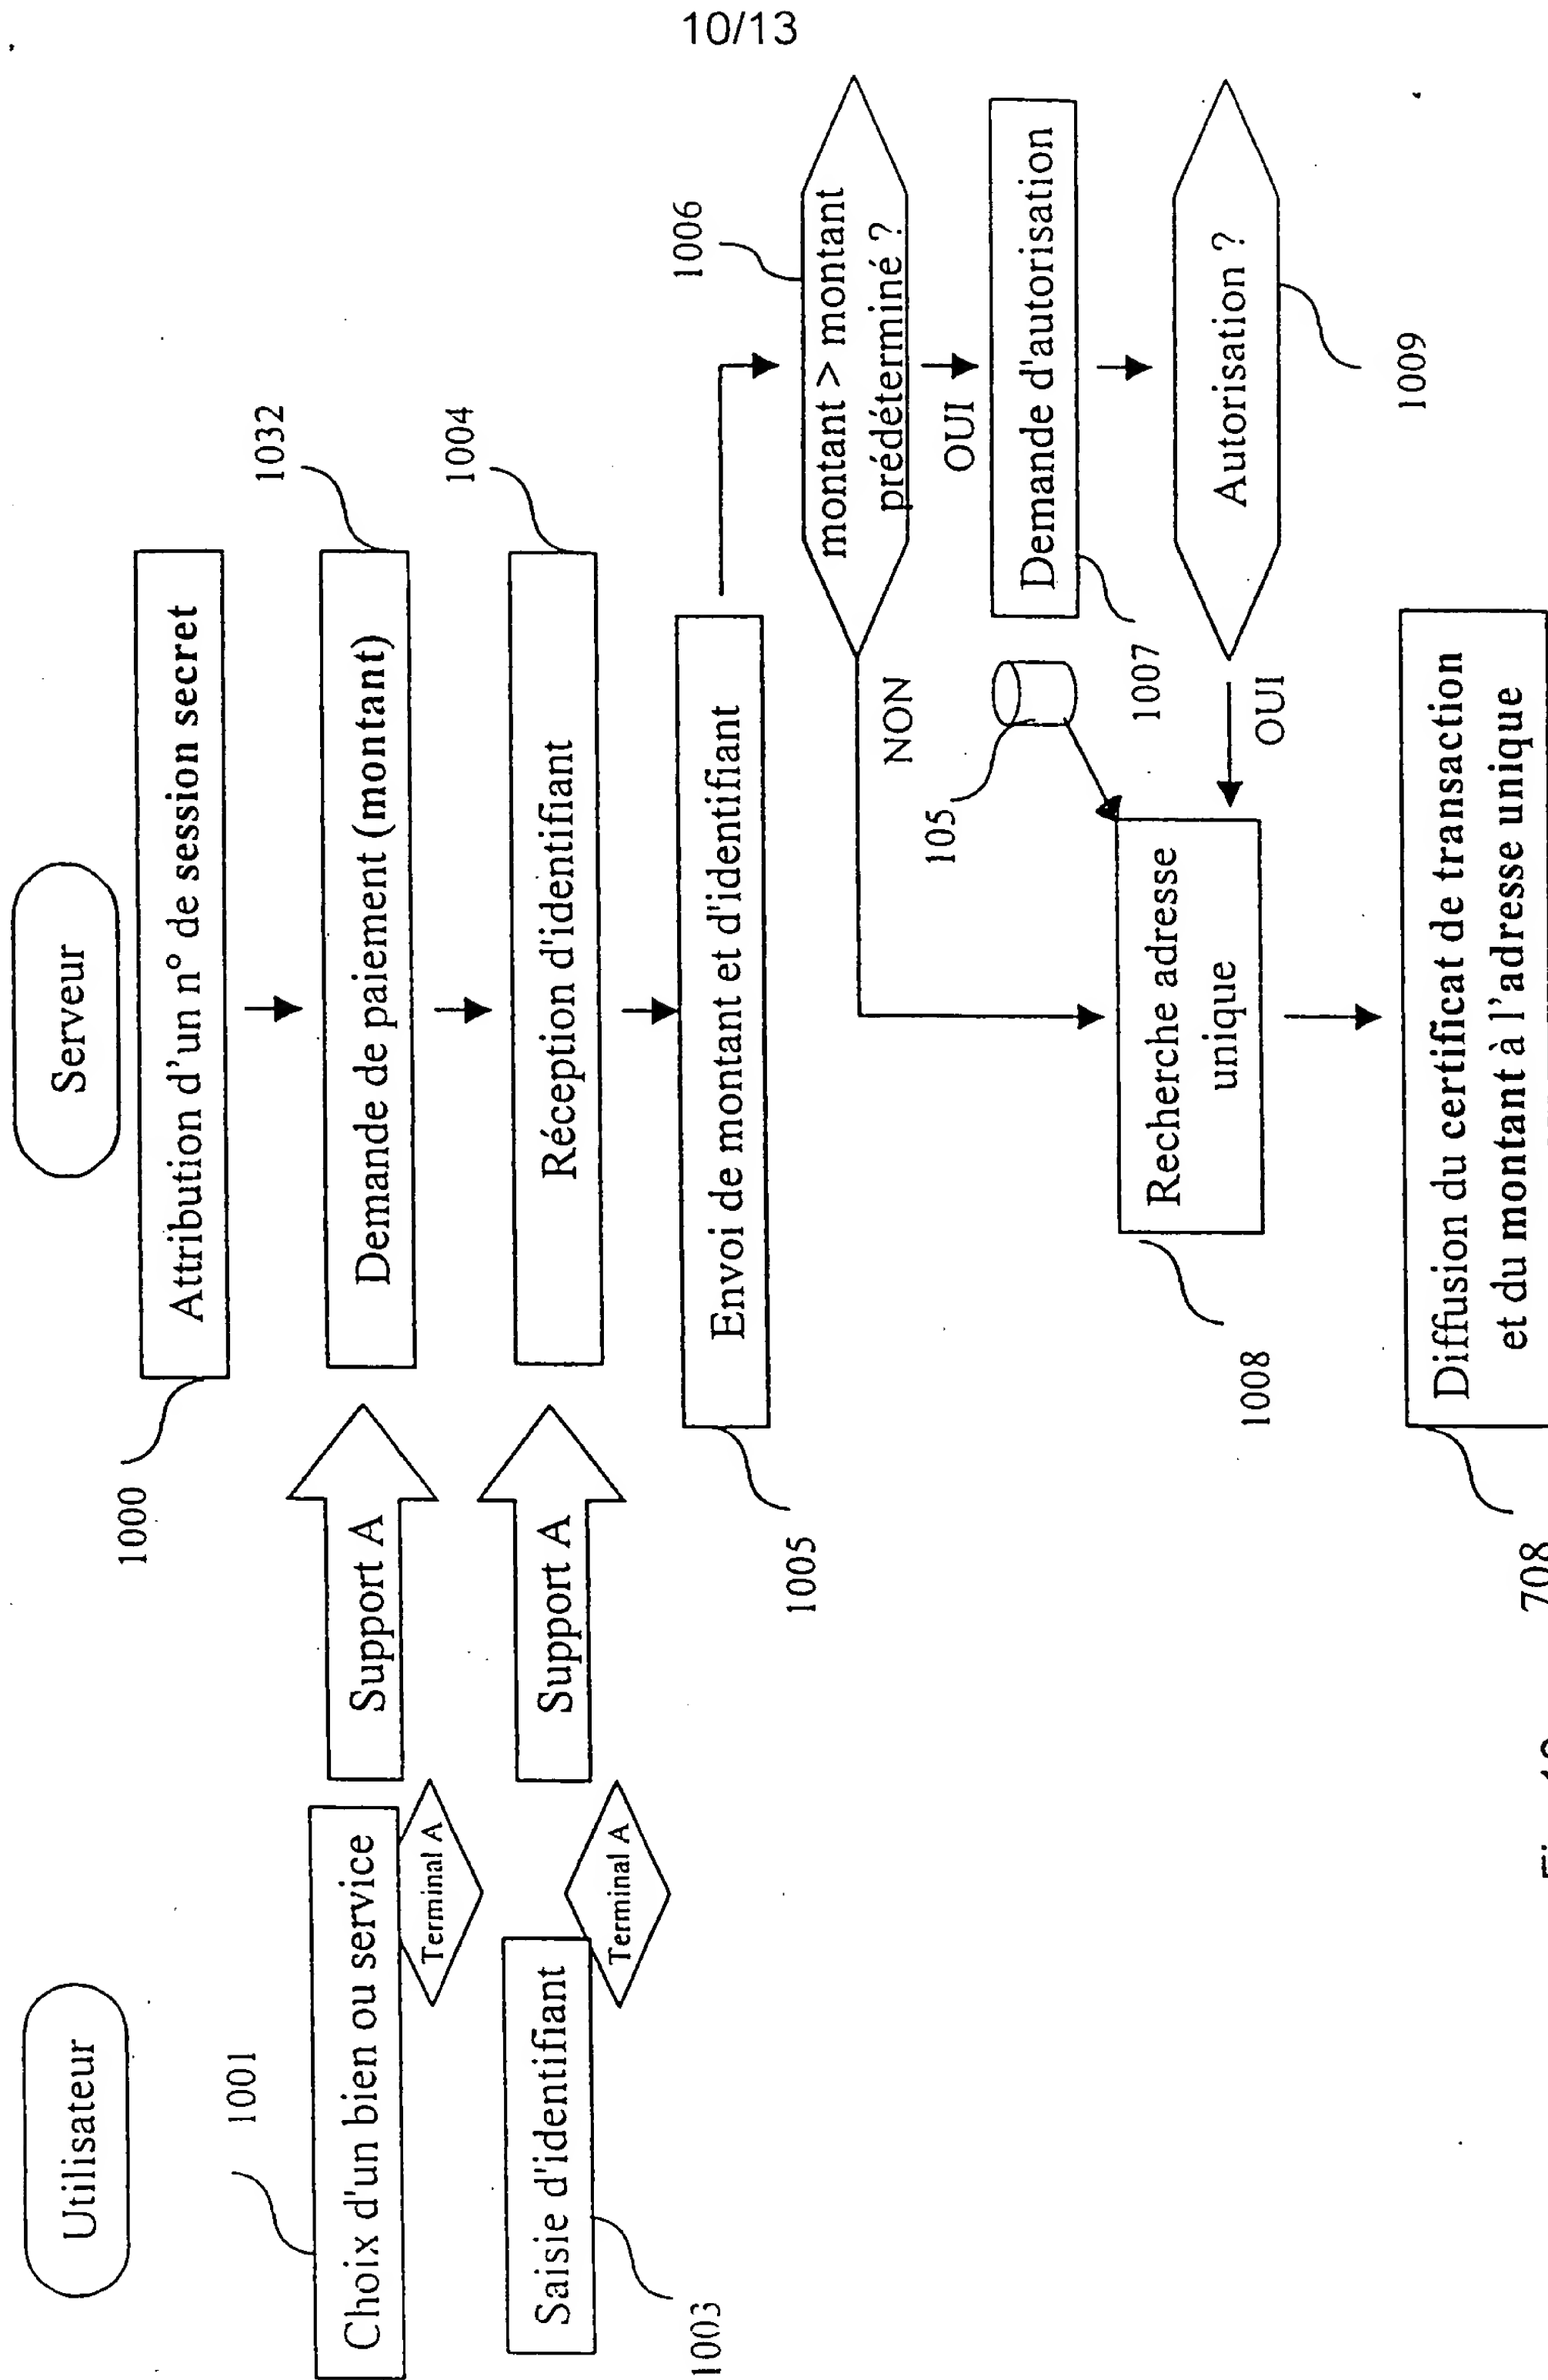 10/13
Utilisateur
Serveur
1000
Attribution d'un n° de session secret
1001
Choix d'un bien ou service
Terminal A
Support A
Demande de paiement (montant)
1032
1003
Saisie d'identifiant
Terminal A
Support A
Réception d'identifiant
1004
1005
Envoi de montant et d'identifiant
1006
montant > montant
prédéterminé ?
NON
OUI
105
1007
Demande d'autorisation
1008
Recherche adresse
unique
OUI
Autorisation ?
1009
708
Diffusion du certificat de transaction
et du montant à l'adresse unique